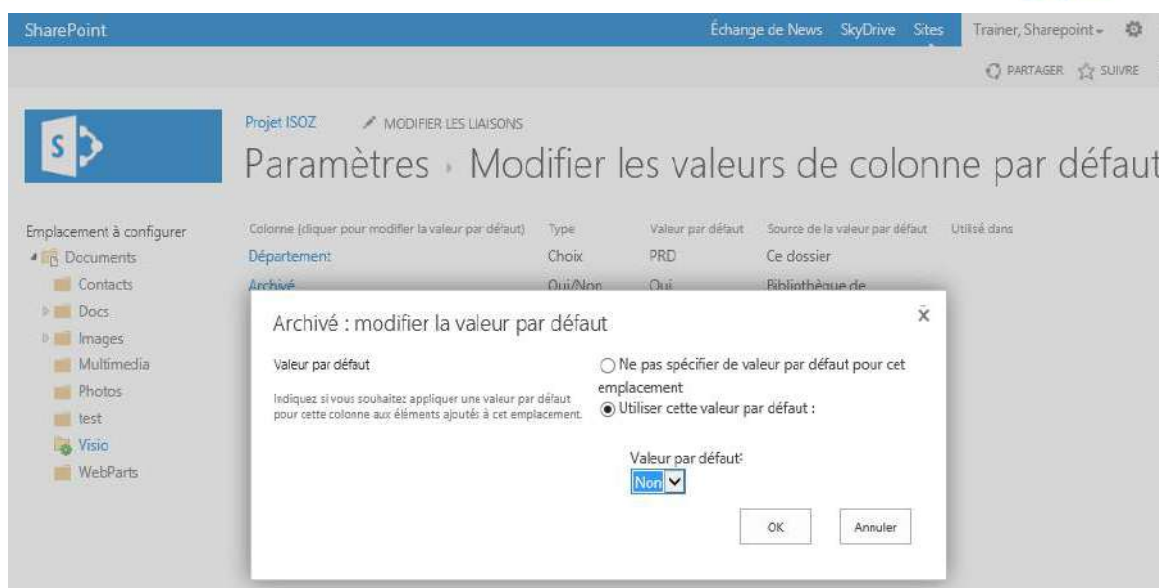 SharePoint
Échange de News SkyDrive Sites Trainer, Sharepoint
PARTAGER SUIVRE
S
Projet ISOZ MODIFIER LES LIAISONS
Paramètres › Modifier les valeurs de colonne par défaut
Emplacement à configurer
Documents
Contacts
Docs
Images
Multimedia
Photos
test
Visio
WebParts
Colonne (cliquer pour modifier la valeur par défaut) Type Valeur par défaut Source de la valeur par défaut Utilisé dans
Département Choix PRD Ce dossier
Archivé Oui/Non Oui Bibliothèque de
Archivé : modifier la valeur par défaut x
Valeur par défaut
Indiquez si vous souhaitez appliquer une valeur par défaut
pour cette colonne aux éléments ajoutés à cet emplacement.
Ne pas spécifier de valeur par défaut pour cet
emplacement
Utiliser cette valeur par défaut :
Valeur par défaut:
Non
OK Annuler